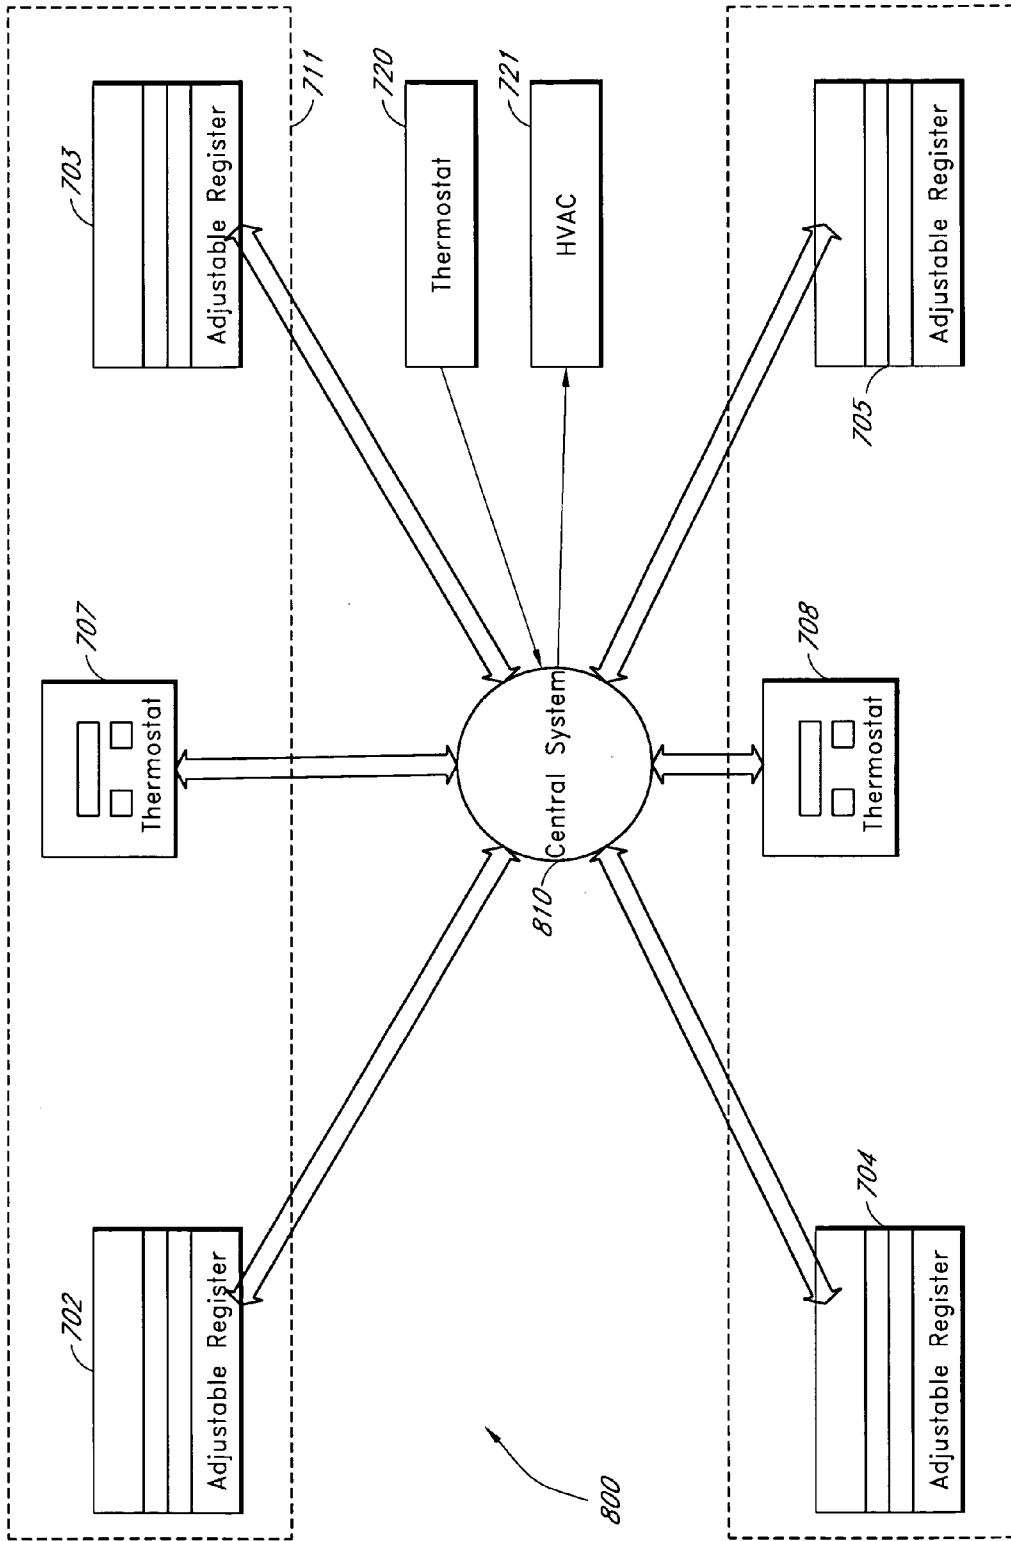 703
Adjustable Register
711
720
Thermostat
721
HVAC
705
Adjustable Register
707
Thermostat
810
Central System
708
Thermostat
702
Adjustable Register
704
Adjustable Register
800